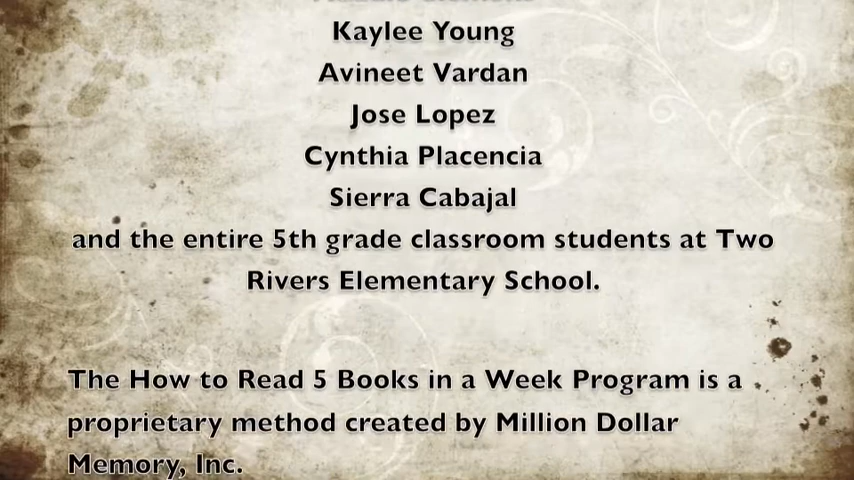 Kaylee Young
Avineet Vardan
Jose Lopez
Cynthia Placencia
Sierra Cabajal
and the entire 5th grade classroom students at Two
Rivers Elementary School.
The How to Read 5 Books in a Week Program is a
proprietary method created by Million Dollar
Memory, Inc.